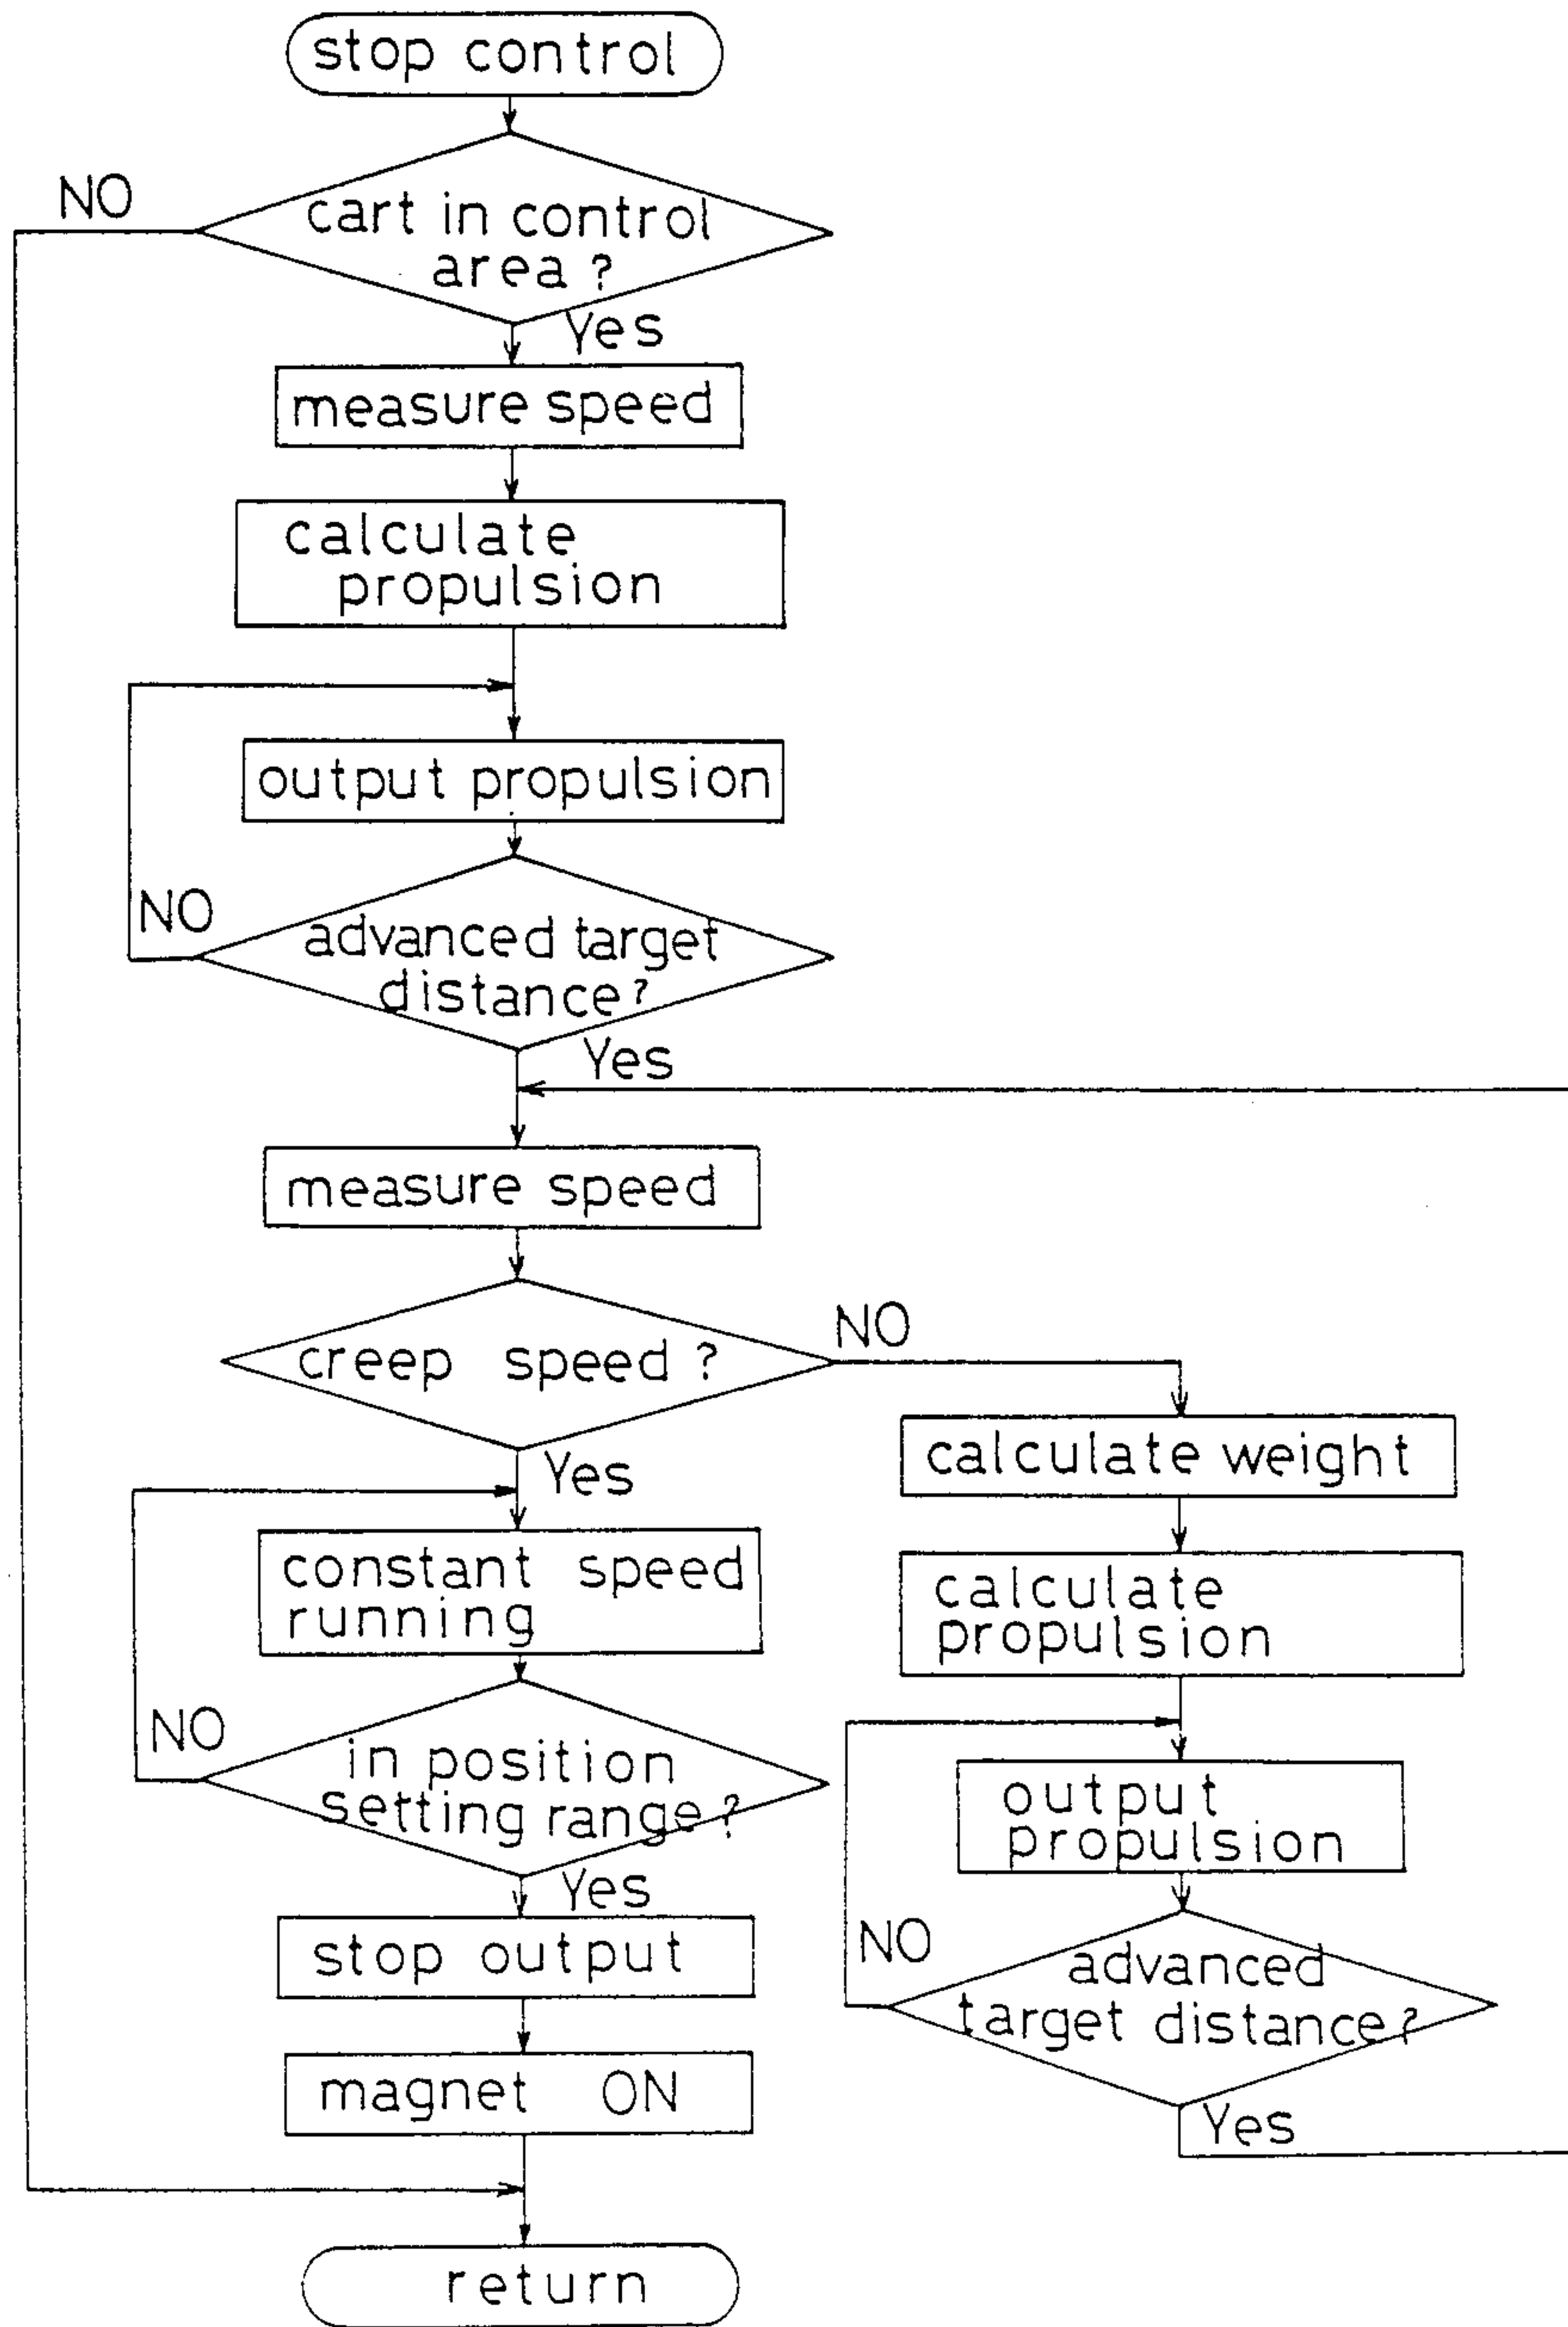 stop control
NO
cart in control
area ?
Yes
measure speed
calculate
propulsion
output propulsion
NO
advanced target
distance?
Yes
measure speed
NO
creep speed ?
Yes
constant speed
running
NO
in position
setting range?
Yes
stop output
magnet ON
return
calculate weight
calculate
propulsion
output
propulsion
NO
advanced
target distance?
Yes